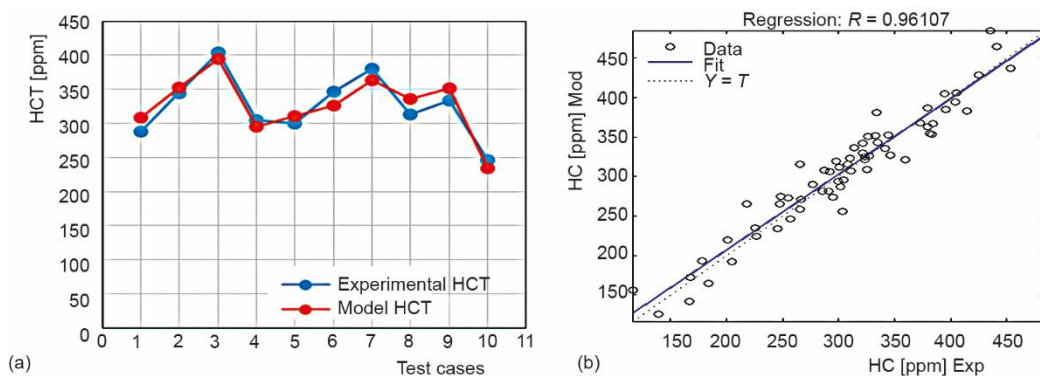 450
400
350
300
250
200
150
100
50
0
HCT [ppm]
0 1 2 3 4 5 6 7 8 9 10 11
Test cases
Experimental HCT
Model HCT
(a)
Regression: R = 0.96107
Data
Fit
Y = T
HC [ppm] Mod
450
400
350
300
250
200
150
150 200 250 300 350 400 450
HC [ppm] Exp
(b)